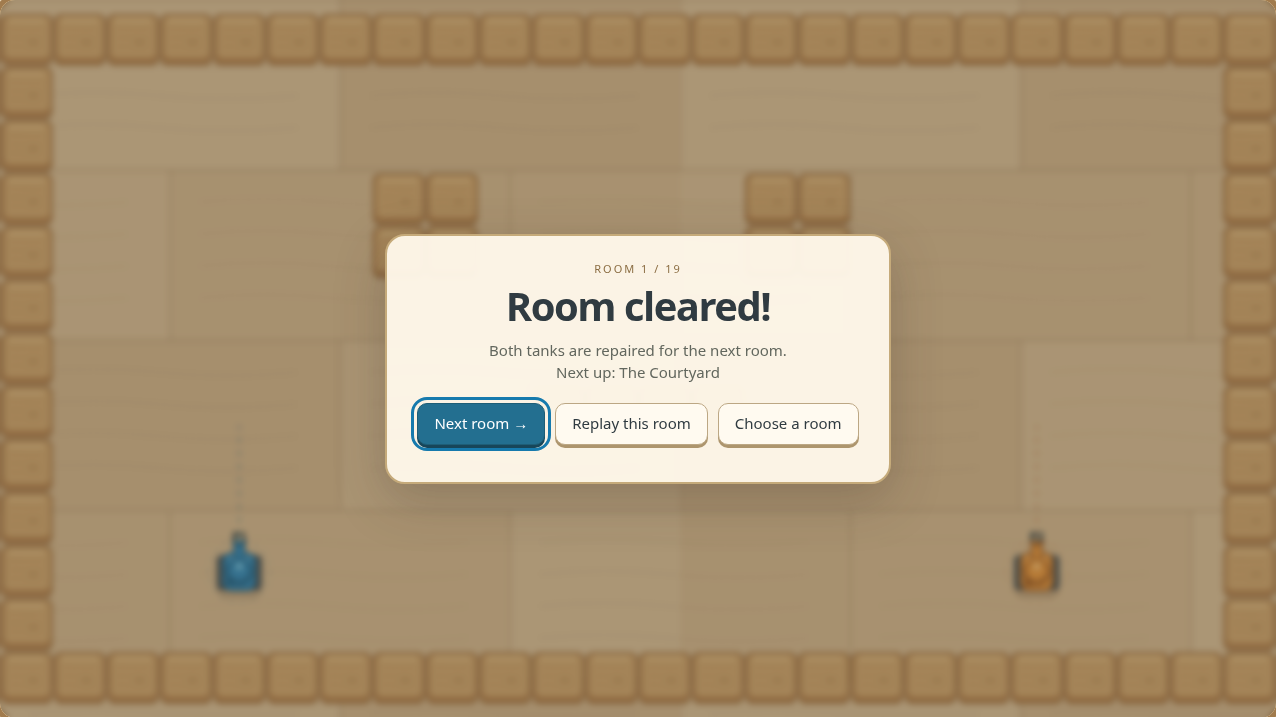 ROOM 1 / 19
Room cleared!
Both tanks are repaired for the next room.
Next up: The Courtyard
Next room →
Replay this room
Choose a room